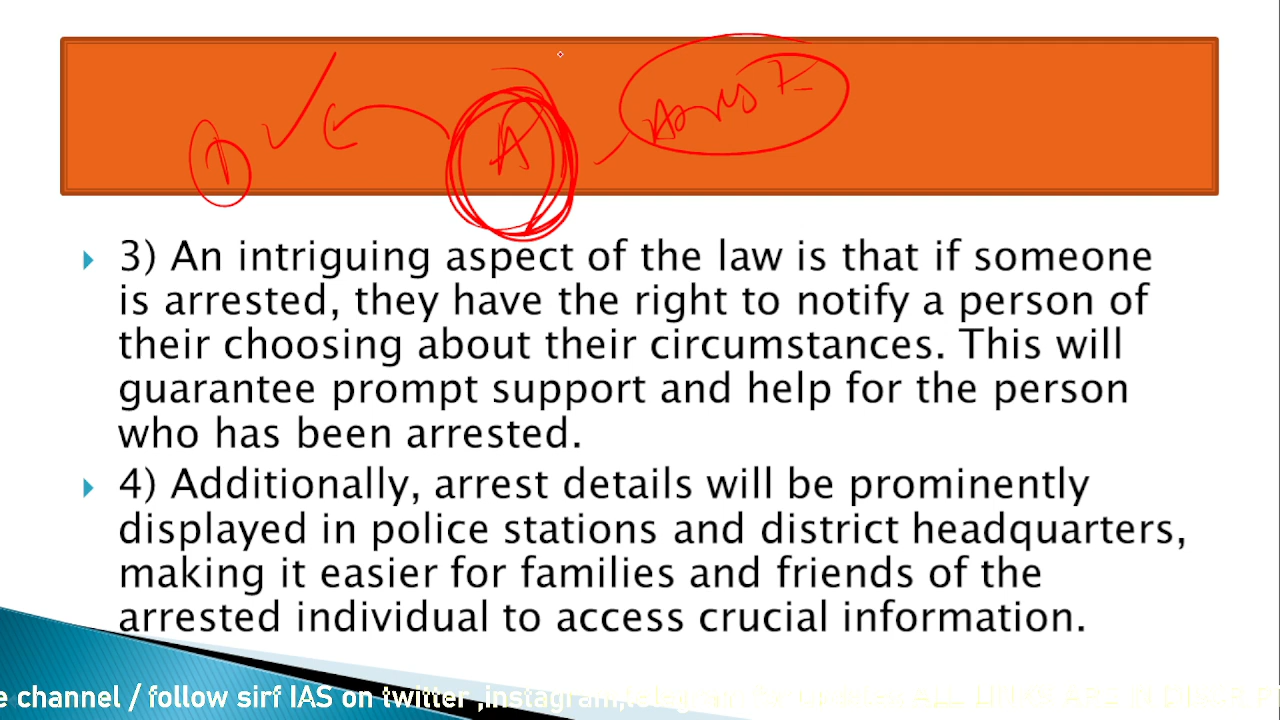 A
Arrest
3) An intriguing aspect of the law is that if someone
is arrested, they have the right to notify a person of
their choosing about their circumstances. This will
guarantee prompt support and help for the person
who has been arrested.
4) Additionally, arrest details will be prominently
displayed in police stations and district headquarters,
making it easier for families and friends of the
arrested individual to access crucial information.
e channel / follow sirf IAS on twitter ,instagram,telegram